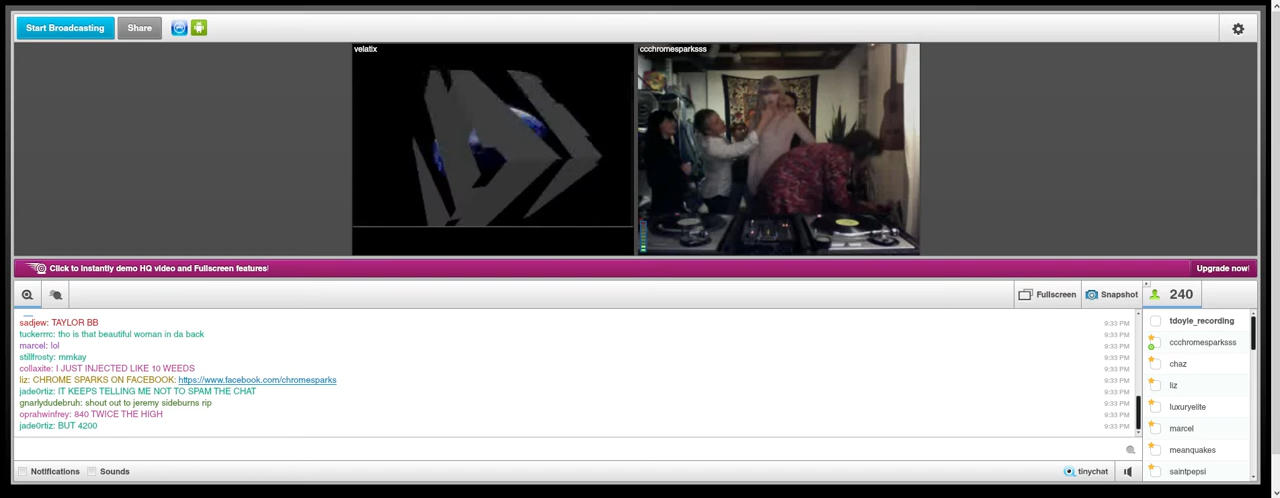 Start Broadcasting Share
velatix ccchromesparksss
Click to instantly demo HQ video and Fullscreen features! Upgrade now!
Fullscreen Snapshot 240
sadjew: TAYLOR BB 9:33 PM
tuckerrrc: tho is that beautiful woman in da back 9:33 PM
marcel: lol 9:33 PM
stillfrosty: mmkay 9:33 PM
collaxite: I JUST INJECTED LIKE 10 WEEDS 9:33 PM
liz: CHROME SPARKS ON FACEBOOK: https://www.facebook.com/chromesparks 9:33 PM
jade0rtiz: IT KEEPS TELLING ME NOT TO SPAM THE CHAT 9:33 PM
gnarlydudebruh: shout out to jeremy sideburns rip 9:33 PM
oprahwinfrey: 840 TWICE THE HIGH 9:33 PM
jade0rtiz: BUT 4200 9:33 PM
tdoyle_recording
ccchromesparksss
chaz
liz
luxuryelite
marcel
meanquakes
saintpepsi
Notifications Sounds tinychat